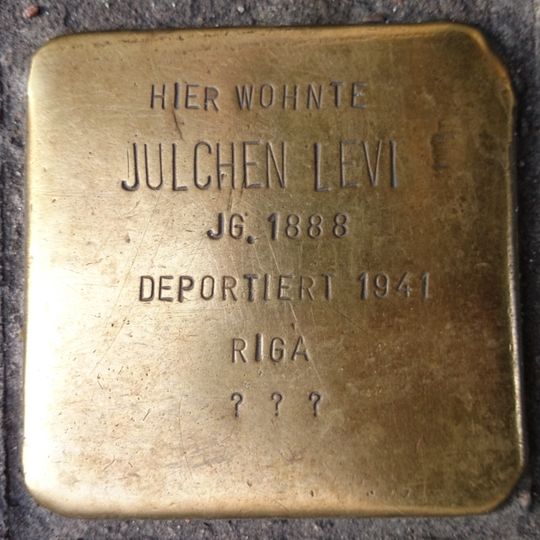 HIER WOHNTE
JULCHEN LEVI
JG. 1888
DEPORTIERT 1941
RIGA
? ? ?